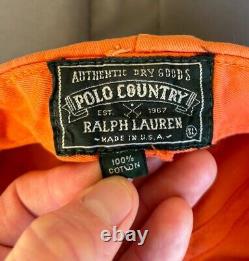 AUTHENTIC DRY GOODS
POLO COUNTRY
EST. 1967
RALPH LAUREN
MADE IN U.S.A.
XL
100%
COTTON